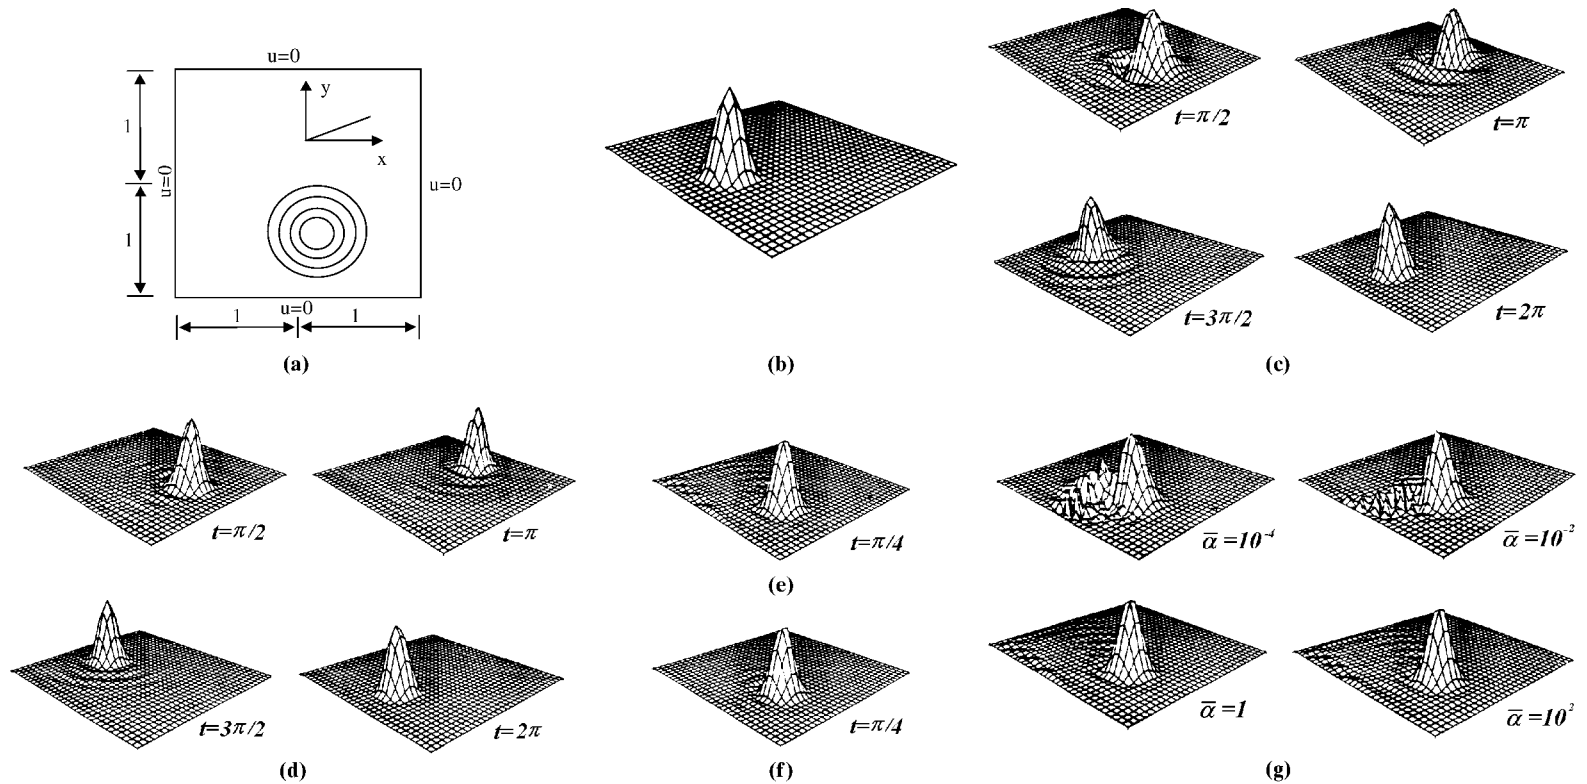 u=0
y
x
1
1
u=0
u=0
u=0
1 1
(a)
(b)
t=π/2
t=π
t=3π/2
t=2π
(c)
t=π/2
t=π
t=3π/2
t=2π
(d)
t=π/4
(e)
t=π/4
(f)
α̅ =10⁻⁴
α̅ =10⁻²
α̅ =1
α̅ =10²
(g)